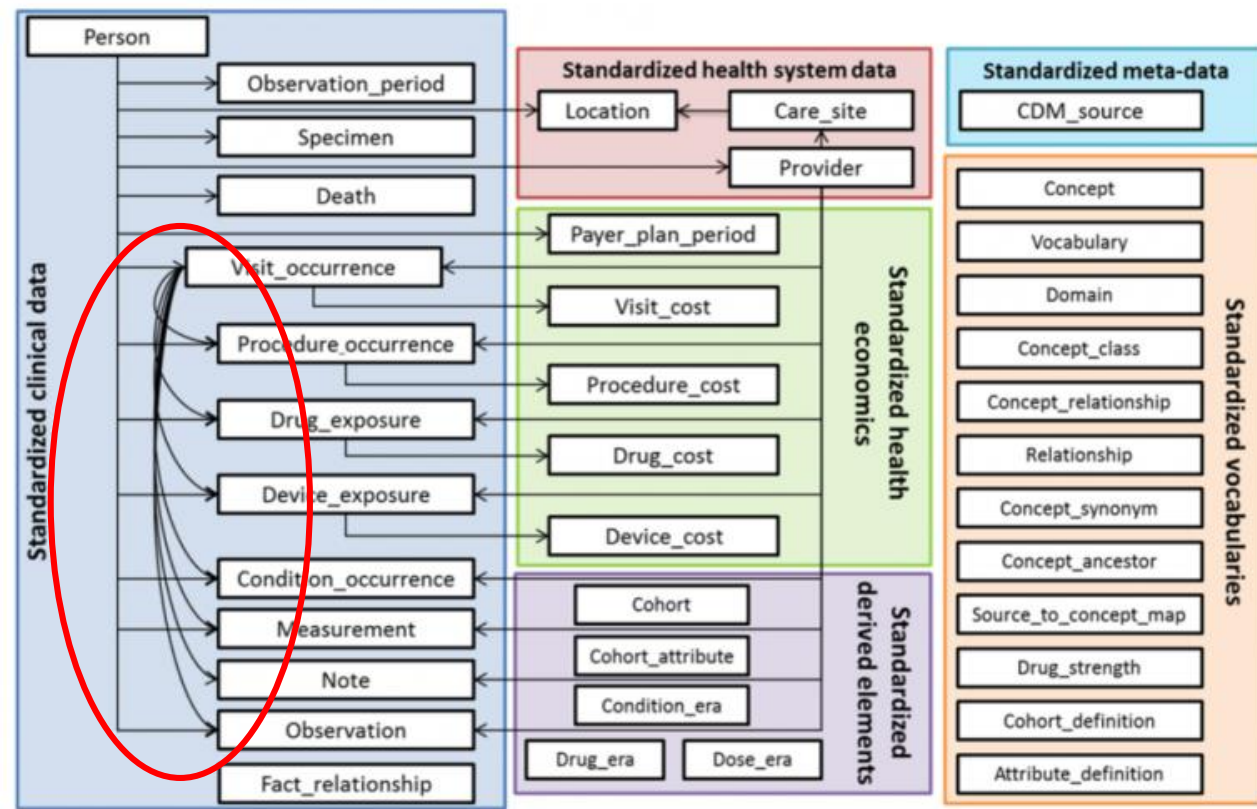 Person
Observation_period
Specimen
Death
Visit_occurrence
Procedure_occurrence
Drug_exposure
Device_exposure
Condition_occurrence
Measurement
Note
Observation
Fact_relationship
Standardized clinical data
Standardized health system data
Location
Care_site
Provider
Payer_plan_period
Visit_cost
Procedure_cost
Drug_cost
Device_cost
Standardized health
economics
Cohort
Cohort_attribute
Condition_era
Drug_era
Dose_era
Standardized
derived elements
Standardized meta-data
CDM_source
Concept
Vocabulary
Domain
Concept_class
Concept_relationship
Relationship
Concept_synonym
Concept_ancestor
Source_to_concept_map
Drug_strength
Cohort_definition
Attribute_definition
Standardized vocabularies